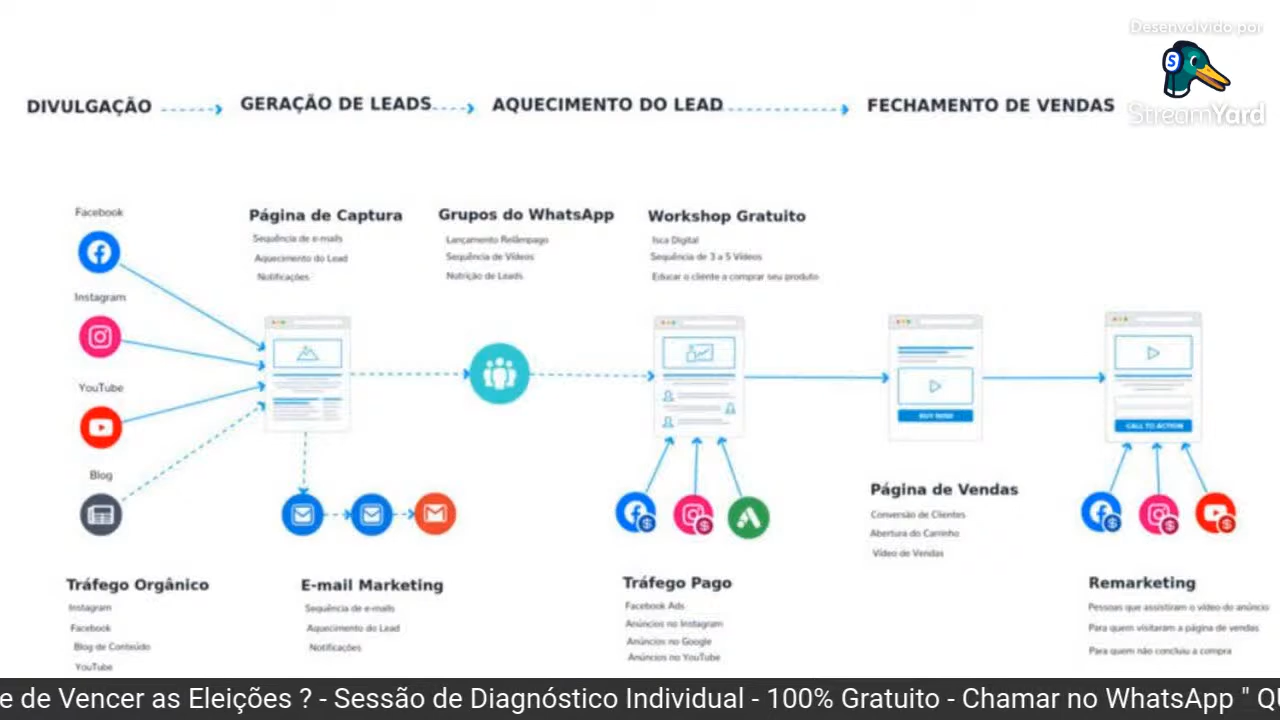 Desenvolvido por
StreamYard
DIVULGAÇÃO
GERAÇÃO DE LEADS
AQUECIMENTO DO LEAD
FECHAMENTO DE VENDAS
Facebook
Instagram
YouTube
Blog
Página de Captura
Sequência de e-mails
Aquecimento do Lead
Notificações
Grupos do WhatsApp
Lançamento Relâmpago
Sequência de Vídeos
Nutrição de Leads
Workshop Gratuito
Isca Digital
Sequência de 3 a 5 Vídeos
Educar o cliente a comprar seu produto
BUY NOW
CALL TO ACTION
Tráfego Orgânico
Instagram
Facebook
Blog de Conteúdo
YouTube
E-mail Marketing
Sequência de e-mails
Aquecimento do Lead
Notificações
Tráfego Pago
Facebook Ads
Anúncios no Instagram
Anúncios no Google
Anúncios no YouTube
Página de Vendas
Conversão de Clientes
Abertura do Carrinho
Vídeo de Vendas
Remarketing
Pessoas que assistiram o vídeo do anúncio
Para quem visitaram a página de vendas
Para quem não concluiu a compra
e de Vencer as Eleições ? - Sessão de Diagnóstico Individual - 100% Gratuito - Chamar no WhatsApp " QU